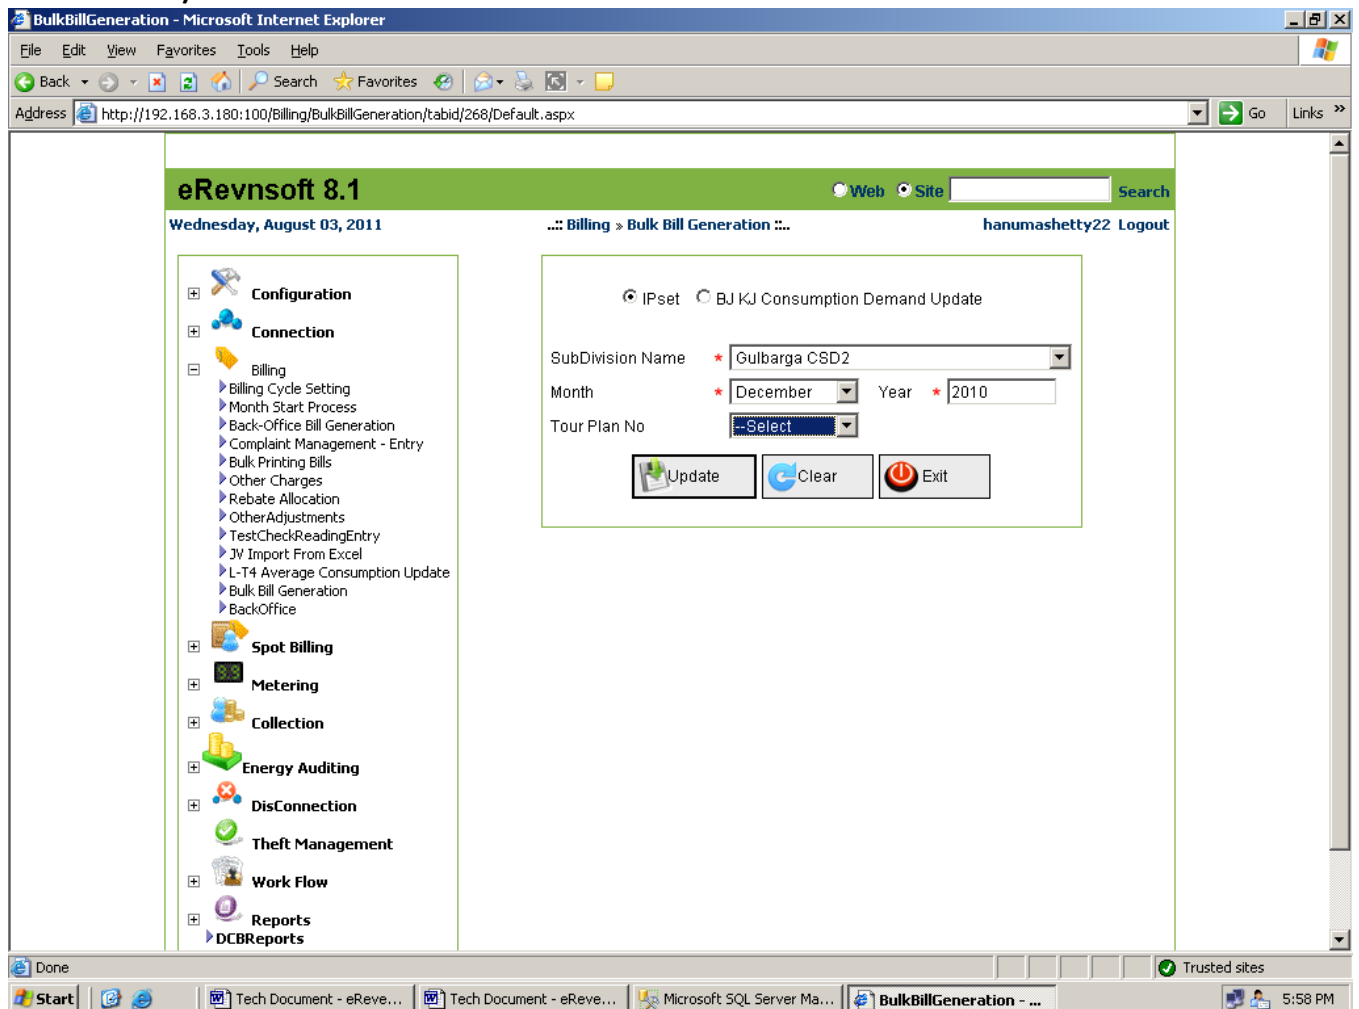 BulkBillGeneration - Microsoft Internet Explorer
File Edit View Favorites Tools Help
Back Search Favorites
Address http://192.168.3.180:100/Billing/BulkBillGeneration/tabid/268/Default.aspx Go Links »
eRevnsoft 8.1 Web Site Search
Wednesday, August 03, 2011 ..:: Billing » Bulk Bill Generation ::.. hanumashetty22 Logout
Configuration
Connection
Billing
Billing Cycle Setting
Month Start Process
Back-Office Bill Generation
Complaint Management - Entry
Bulk Printing Bills
Other Charges
Rebate Allocation
OtherAdjustments
TestCheckReadingEntry
JV Import From Excel
L-T4 Average Consumption Update
Bulk Bill Generation
BackOffice
Spot Billing
Metering
Collection
Energy Auditing
DisConnection
Theft Management
Work Flow
Reports
DCBReports
IPset BJ KJ Consumption Demand Update
SubDivision Name * Gulbarga CSD2
Month * December Year * 2010
Tour Plan No --Select
Update Clear Exit
Done Trusted sites
Start Tech Document - eReve... Tech Document - eReve... Microsoft SQL Server Ma... BulkBillGeneration - ... 5:58 PM